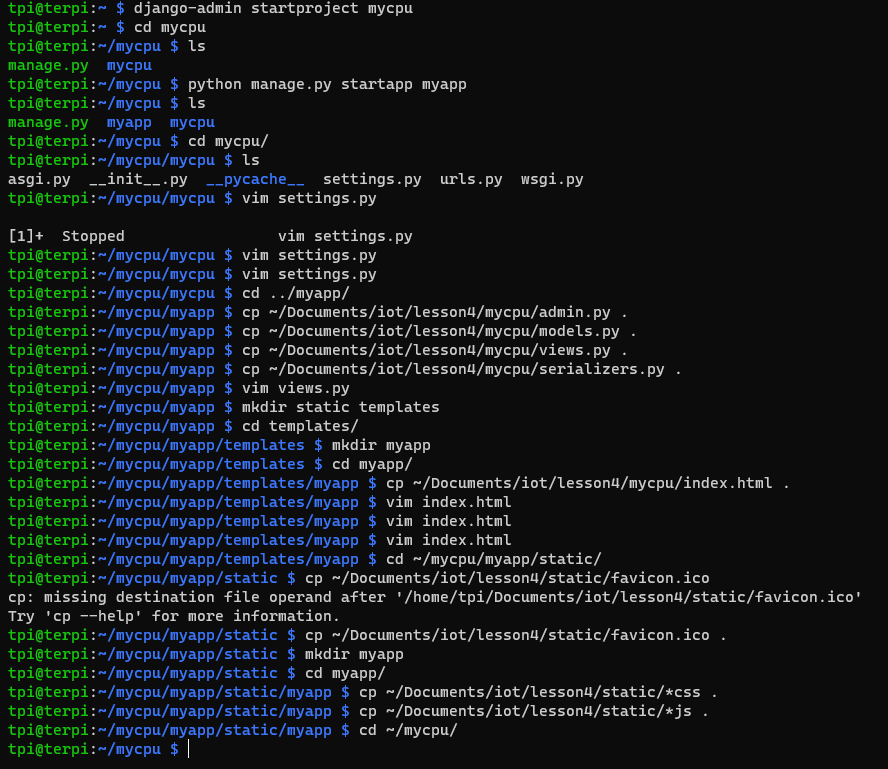 tpi@terpi:~ $ django-admin startproject mycpu
tpi@terpi:~ $ cd mycpu
tpi@terpi:~/mycpu $ ls
manage.py  mycpu
tpi@terpi:~/mycpu $ python manage.py startapp myapp
tpi@terpi:~/mycpu $ ls
manage.py  myapp  mycpu
tpi@terpi:~/mycpu $ cd mycpu/
tpi@terpi:~/mycpu/mycpu $ ls
asgi.py  __init__.py  __pycache__  settings.py  urls.py  wsgi.py
tpi@terpi:~/mycpu/mycpu $ vim settings.py
[1]+  Stopped                 vim settings.py
tpi@terpi:~/mycpu/mycpu $ vim settings.py
tpi@terpi:~/mycpu/mycpu $ vim settings.py
tpi@terpi:~/mycpu/mycpu $ cd ../myapp/
tpi@terpi:~/mycpu/myapp $ cp ~/Documents/iot/lesson4/mycpu/admin.py .
tpi@terpi:~/mycpu/myapp $ cp ~/Documents/iot/lesson4/mycpu/models.py .
tpi@terpi:~/mycpu/myapp $ cp ~/Documents/iot/lesson4/mycpu/views.py .
tpi@terpi:~/mycpu/myapp $ cp ~/Documents/iot/lesson4/mycpu/serializers.py .
tpi@terpi:~/mycpu/myapp $ vim views.py
tpi@terpi:~/mycpu/myapp $ mkdir static templates
tpi@terpi:~/mycpu/myapp $ cd templates/
tpi@terpi:~/mycpu/myapp/templates $ mkdir myapp
tpi@terpi:~/mycpu/myapp/templates $ cd myapp/
tpi@terpi:~/mycpu/myapp/templates/myapp $ cp ~/Documents/iot/lesson4/mycpu/index.html .
tpi@terpi:~/mycpu/myapp/templates/myapp $ vim index.html
tpi@terpi:~/mycpu/myapp/templates/myapp $ vim index.html
tpi@terpi:~/mycpu/myapp/templates/myapp $ vim index.html
tpi@terpi:~/mycpu/myapp/templates/myapp $ cd ~/mycpu/myapp/static/
tpi@terpi:~/mycpu/myapp/static $ cp ~/Documents/iot/lesson4/static/favicon.ico
cp: missing destination file operand after '/home/tpi/Documents/iot/lesson4/static/favicon.ico'
Try 'cp --help' for more information.
tpi@terpi:~/mycpu/myapp/static $ cp ~/Documents/iot/lesson4/static/favicon.ico .
tpi@terpi:~/mycpu/myapp/static $ mkdir myapp
tpi@terpi:~/mycpu/myapp/static $ cd myapp/
tpi@terpi:~/mycpu/myapp/static/myapp $ cp ~/Documents/iot/lesson4/static/*css .
tpi@terpi:~/mycpu/myapp/static/myapp $ cp ~/Documents/iot/lesson4/static/*js .
tpi@terpi:~/mycpu/myapp/static/myapp $ cd ~/mycpu/
tpi@terpi:~/mycpu $